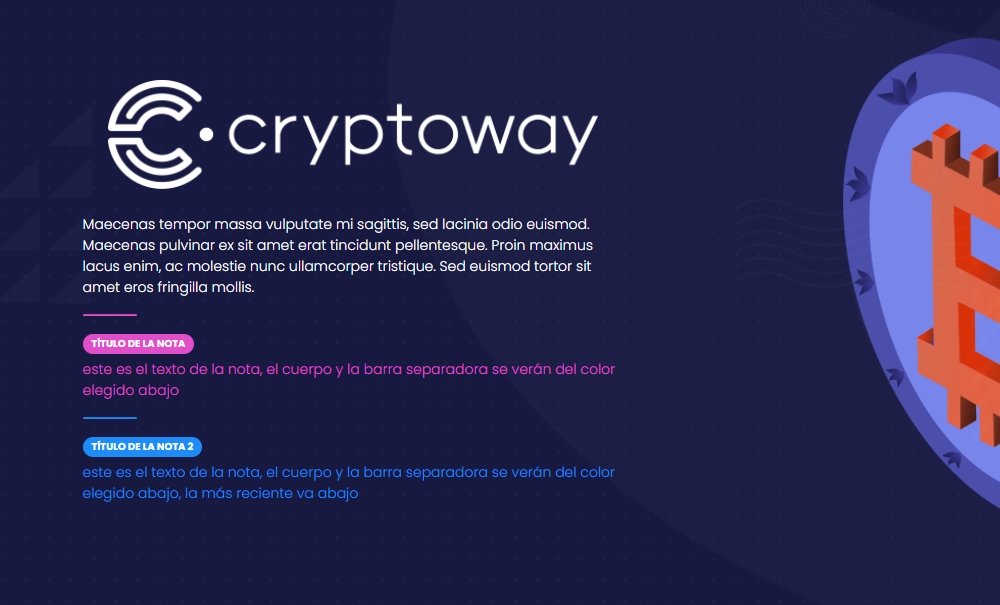 cryptoway
Maecenas tempor massa vulputate mi sagittis, sed lacinia odio euismod.
Maecenas pulvinar ex sit amet erat tincidunt pellentesque. Proin maximus
lacus enim, ac molestie nunc ullamcorper tristique. Sed euismod tortor sit
amet eros fringilla mollis.
TÍTULO DE LA NOTA
este es el texto de la nota, el cuerpo y la barra separadora se verán del color
elegido abajo
TÍTULO DE LA NOTA 2
este es el texto de la nota, el cuerpo y la barra separadora se verán del color
elegido abajo, la más reciente va abajo